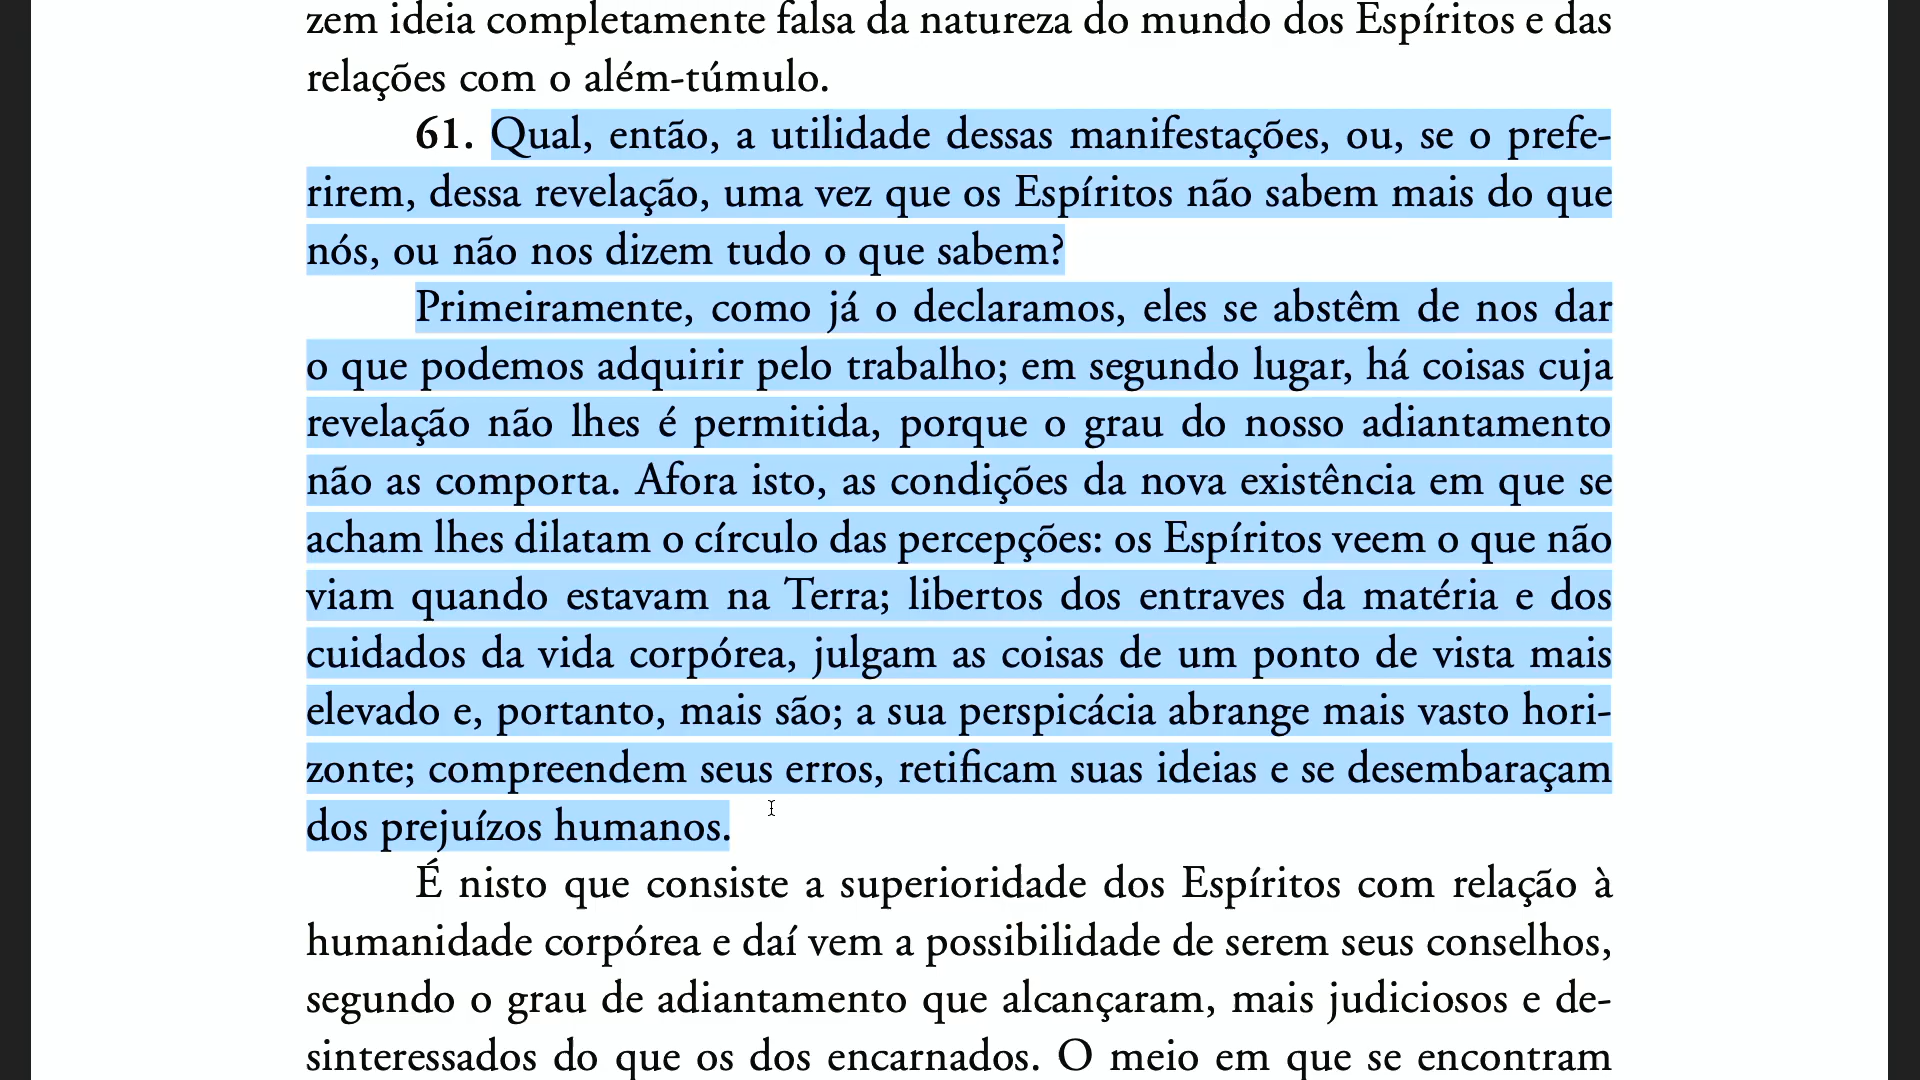 zem ideia completamente falsa da natureza do mundo dos Espíritos e das
relações com o além-túmulo.
61. Qual, então, a utilidade dessas manifestações, ou, se o prefe-
rirem, dessa revelação, uma vez que os Espíritos não sabem mais do que
nós, ou não nos dizem tudo o que sabem?
Primeiramente, como já o declaramos, eles se abstêm de nos dar
o que podemos adquirir pelo trabalho; em segundo lugar, há coisas cuja
revelação não lhes é permitida, porque o grau do nosso adiantamento
não as comporta. Afora isto, as condições da nova existência em que se
acham lhes dilatam o círculo das percepções: os Espíritos veem o que não
viam quando estavam na Terra; libertos dos entraves da matéria e dos
cuidados da vida corpórea, julgam as coisas de um ponto de vista mais
elevado e, portanto, mais são; a sua perspicácia abrange mais vasto hori-
zonte; compreendem seus erros, retificam suas ideias e se desembaraçam
dos prejuízos humanos.
É nisto que consiste a superioridade dos Espíritos com relação à
humanidade corpórea e daí vem a possibilidade de serem seus conselhos,
segundo o grau de adiantamento que alcançaram, mais judiciosos e de-
sinteressados do que os dos encarnados. O meio em que se encontram